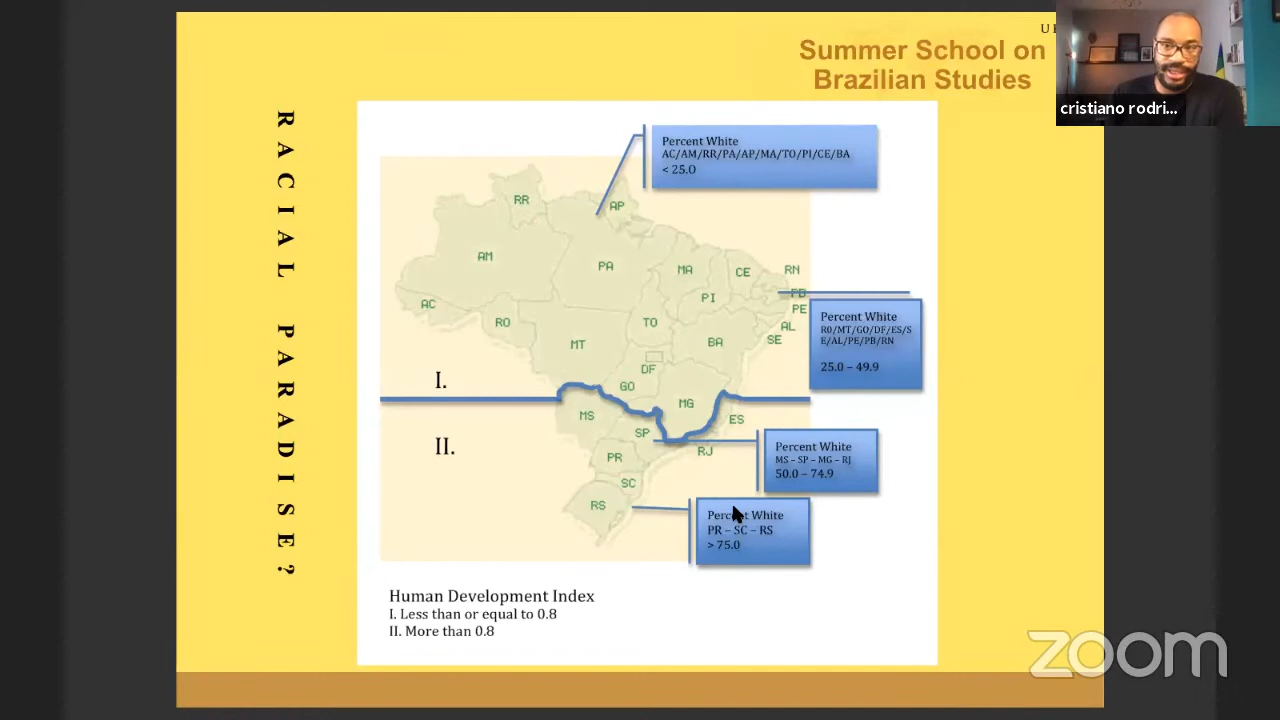 U
Summer School on
Brazilian Studies
cristiano rodri...
RACIAL PARADISE?
Percent White
AC/AM/RR/PA/AP/MA/TO/PI/CE/BA
< 25.0
RR
AP
AM
PA
MA
CE
RN
PB
PI
PE
AC
RO
TO
AL
SE
MT
BA
DF
GO
MG
MS
ES
SP
RJ
PR
SC
RS
Percent White
RO/MT/GO/DF/ES/S
E/AL/PE/PB/RN
25.0 – 49.9
I.
II.
Percent White
MS – SP – MG – RJ
50.0 – 74.9
Percent White
PR – SC – RS
> 75.0
Human Development Index
I. Less than or equal to 0.8
II. More than 0.8
zoom